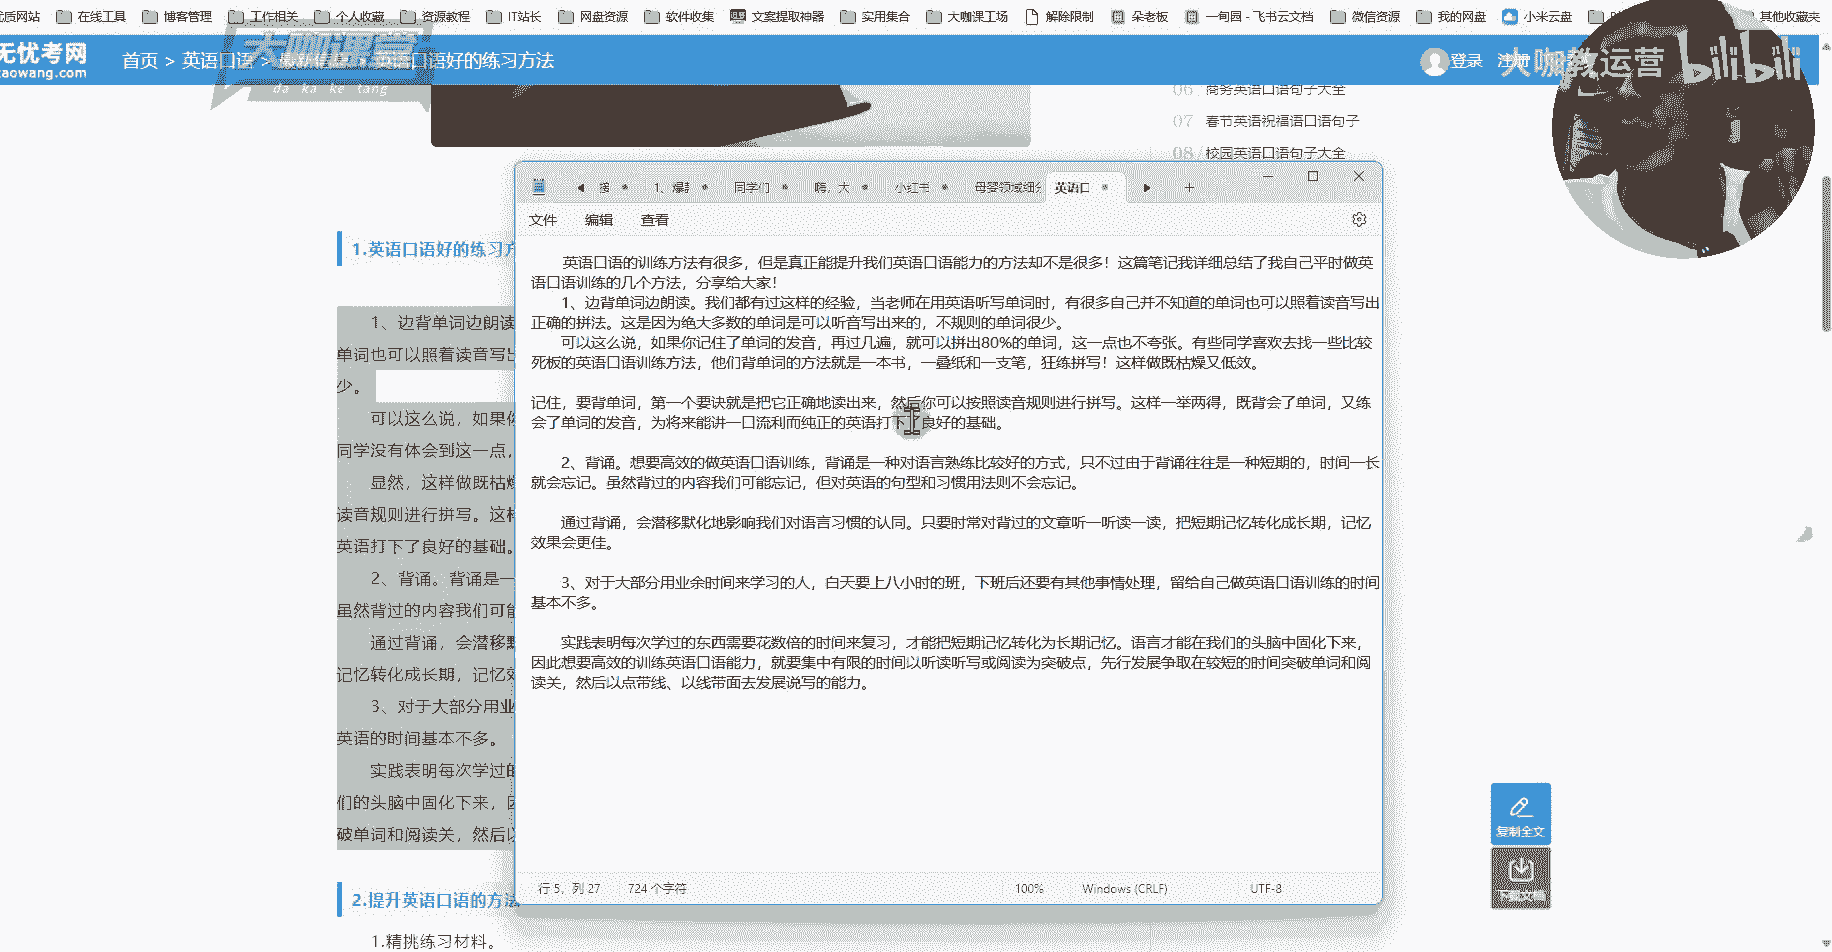 优质网站 在线工具 博客管理 工作相关 个人收藏 资源教程 IT站长 网盘资源 软件收集 文案提取神器 实用集合 大咖课工场 解除限制 朵老板 一甸园 - 飞书云文档 微信资源 我的网盘 小米云盘 其他收藏夹
无忧考网
首页 > 英语口语 > 最新信息 > 英语口语好的练习方法
登录 注册
大咖教运营 bilibili
大咖课堂
da ka ke tang
06 商务英语口语句子大全
07 春节英语祝福语口语句子
08 校园英语口语句子大全
1、爆 同学们 嗨，大 小红书 母婴领域细分 英语口
文件 编辑 查看
1.英语口语好的练习方
英语口语的训练方法有很多，但是真正能提升我们英语口语能力的方法却不是很多！这篇笔记我详细总结了我自己平时做英
语口语训练的几个方法，分享给大家！
1、边背单词边朗读。我们都有过这样的经验，当老师在用英语听写单词时，有很多自己并不知道的单词也可以照着读音写出
正确的拼法。这是因为绝大多数的单词是可以听音写出来的，不规则的单词很少。
可以这么说，如果你记住了单词的发音，再过几遍，就可以拼出80%的单词，这一点也不夸张。有些同学喜欢去找一些比较
死板的英语口语训练方法，他们背单词的方法就是一本书，一叠纸和一支笔，狂练拼写！这样做既枯燥又低效。
记住，要背单词，第一个要诀就是把它正确地读出来，然后你可以按照读音规则进行拼写。这样一举两得，既背会了单词，又练
会了单词的发音，为将来能讲一口流利而纯正的英语打下了良好的基础。
2、背诵。想要高效的做英语口语训练，背诵是一种对语言熟练比较好的方式，只不过由于背诵往往是一种短期的，时间一长
就会忘记。虽然背过的内容我们可能忘记，但对英语的句型和习惯用法则不会忘记。
通过背诵，会潜移默化地影响我们对语言习惯的认同。只要时常对背过的文章听一听读一读，把短期记忆转化成长期，记忆
效果会更佳。
3、对于大部分用业余时间来学习的人，白天要上八小时的班，下班后还要有其他事情处理，留给自己做英语口语训练的时间
基本不多。
实践表明每次学过的东西需要花数倍的时间来复习，才能把短期记忆转化为长期记忆。语言才能在我们的头脑中固化下来，
因此想要高效的训练英语口语能力，就要集中有限的时间以听读听写或阅读为突破点，先行发展争取在较短的时间突破单词和阅
读关，然后以点带线、以线带面去发展说写的能力。
行 5，列 27 724 个字符 100% Windows (CRLF) UTF-8
1、边背单词边朗读
单词也可以照着读音写出
少。
可以这么说，如果你
同学没有体会到这一点，
显然，这样做既枯燥
读音规则进行拼写。这样
英语打下了良好的基础。
2、背诵。背诵是一
虽然背过的内容我们可能
通过背诵，会潜移默
记忆转化成长期，记忆效
3、对于大部分用业
英语的时间基本不多。
实践表明每次学过的
们的头脑中固化下来，因
破单词和阅读关，然后以
2.提升英语口语的方法
1.精挑练习材料。
复制全文